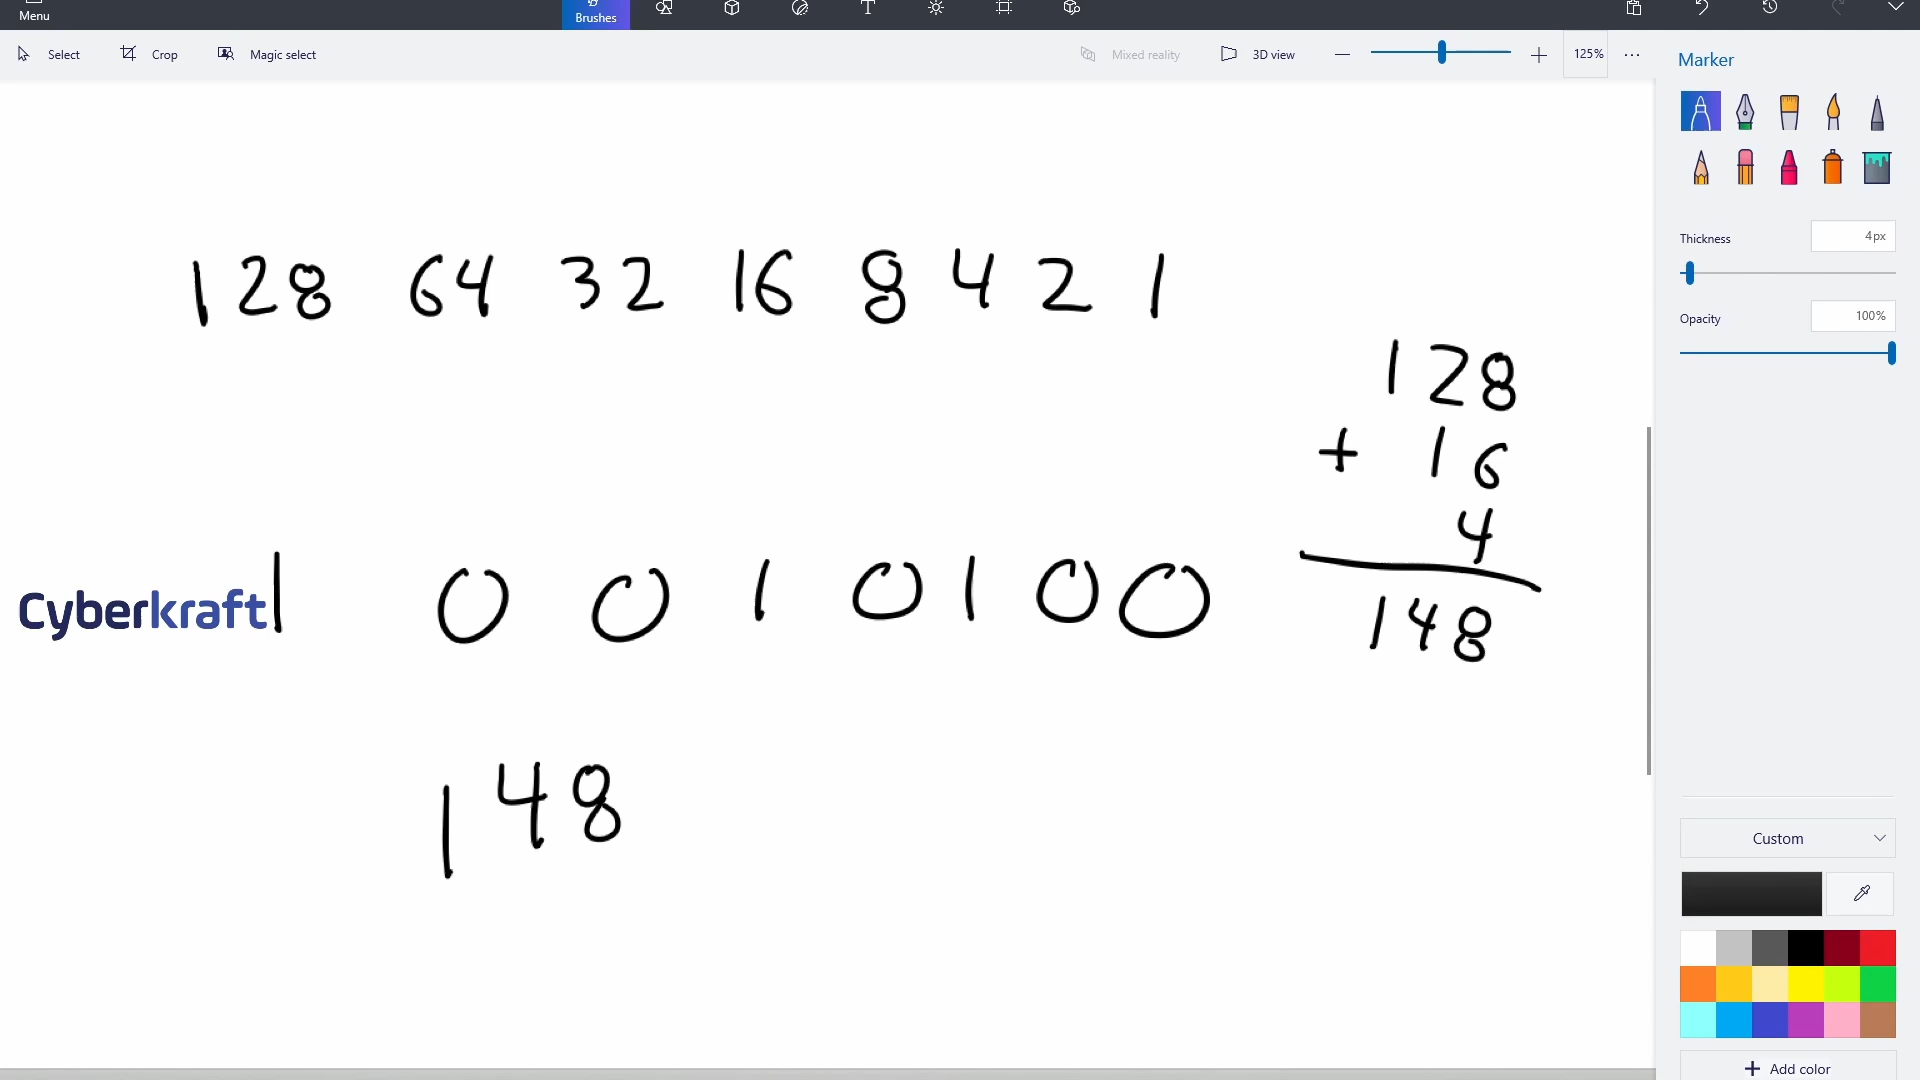 Menu
Brushes
Select Crop Magic select Mixed reality 3D view 125%
Marker
Thickness 4px
Opacity 100%
128 64 32 16 8 4 2 1
128
+ 16
4
148
Cyberkraft
1 0 0 1 0 1 0 0
148
Custom
Add color